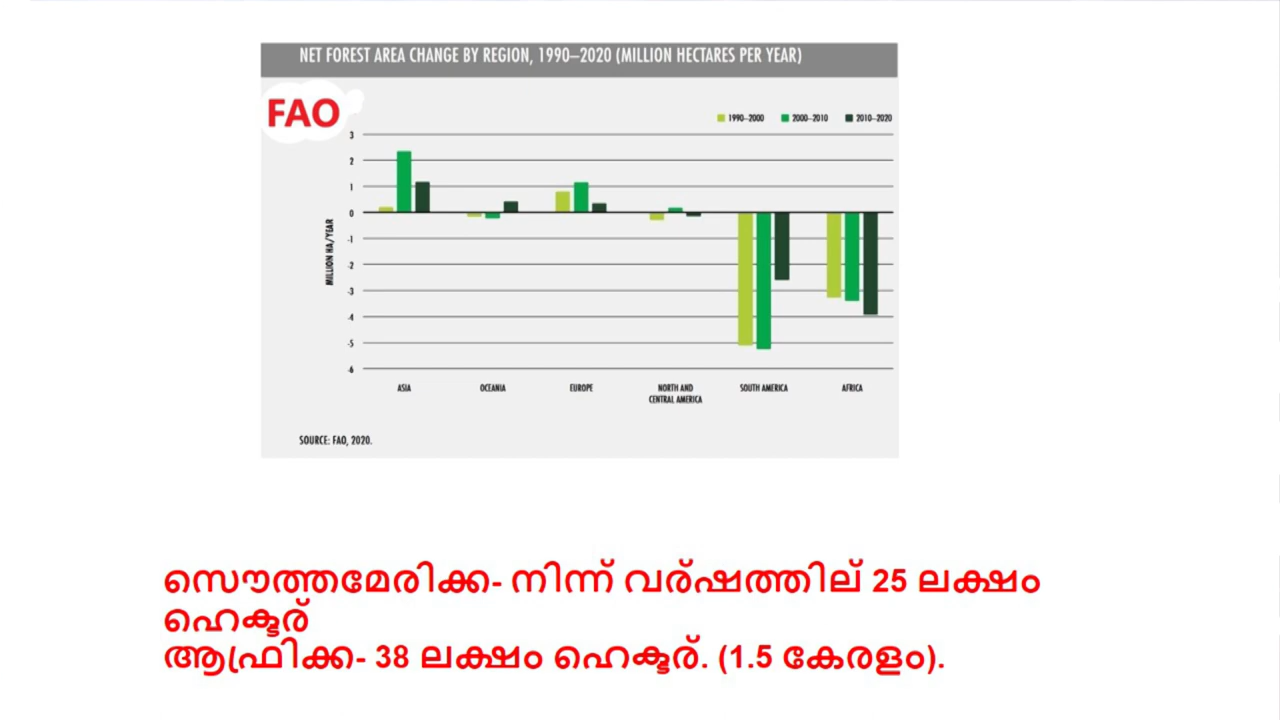 NET FOREST AREA CHANGE BY REGION, 1990–2020 (MILLION HECTARES PER YEAR)
FAO
1990–2000 2000–2010 2010–2020
3
2
1
0
-1
-2
-3
-4
-5
-6
MILLION HA/YEAR
ASIA OCEANIA EUROPE NORTH AND CENTRAL AMERICA SOUTH AMERICA AFRICA
SOURCE: FAO, 2020.
സൌത്തമേരിക്ക- നിന്ന് വര്ഷത്തില് 25 ലക്ഷം
ഹെക്ടര്
ആഫ്രിക്ക- 38 ലക്ഷം ഹെക്ടര്. (1.5 കേരളം).